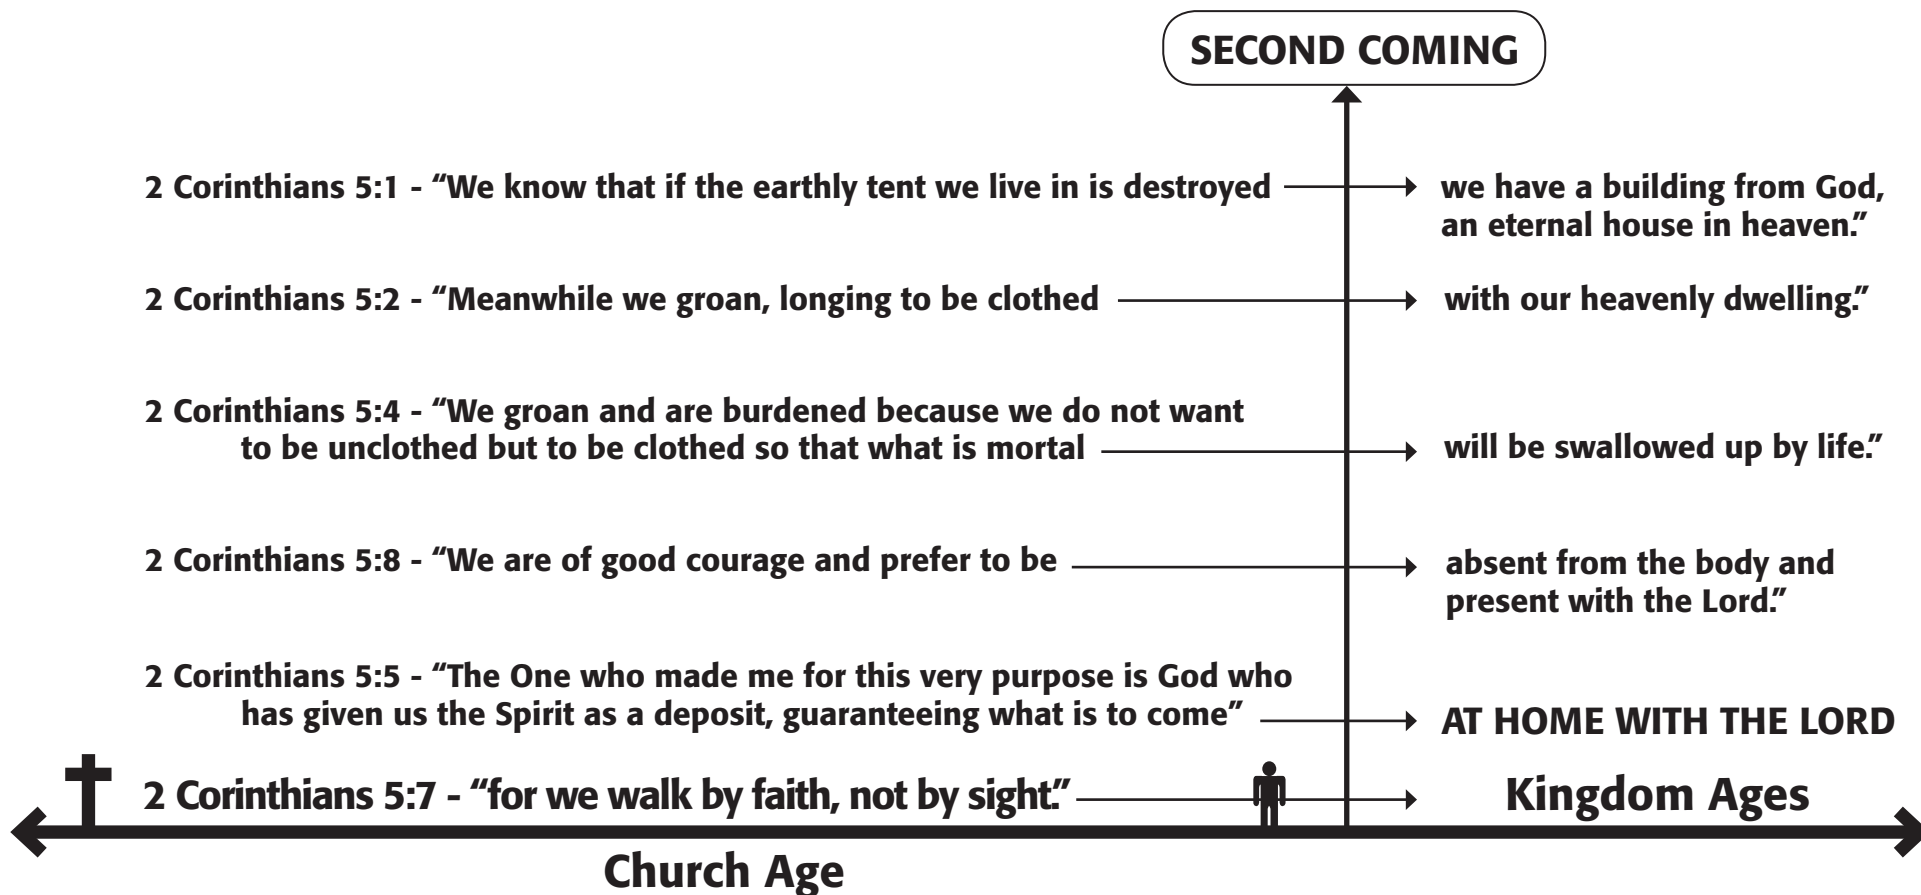 SECOND COMING
2 Corinthians 5:1 - “We know that if the earthly tent we live in is destroyed
we have a building from God,
an eternal house in heaven.”
2 Corinthians 5:2 - “Meanwhile we groan, longing to be clothed
with our heavenly dwelling.”
2 Corinthians 5:4 - “We groan and are burdened because we do not want
to be unclothed but to be clothed so that what is mortal
will be swallowed up by life.”
2 Corinthians 5:8 - “We are of good courage and prefer to be
absent from the body and
present with the Lord.”
2 Corinthians 5:5 - “The One who made me for this very purpose is God who
has given us the Spirit as a deposit, guaranteeing what is to come”
AT HOME WITH THE LORD
2 Corinthians 5:7 - “for we walk by faith, not by sight.”
Kingdom Ages
Church Age